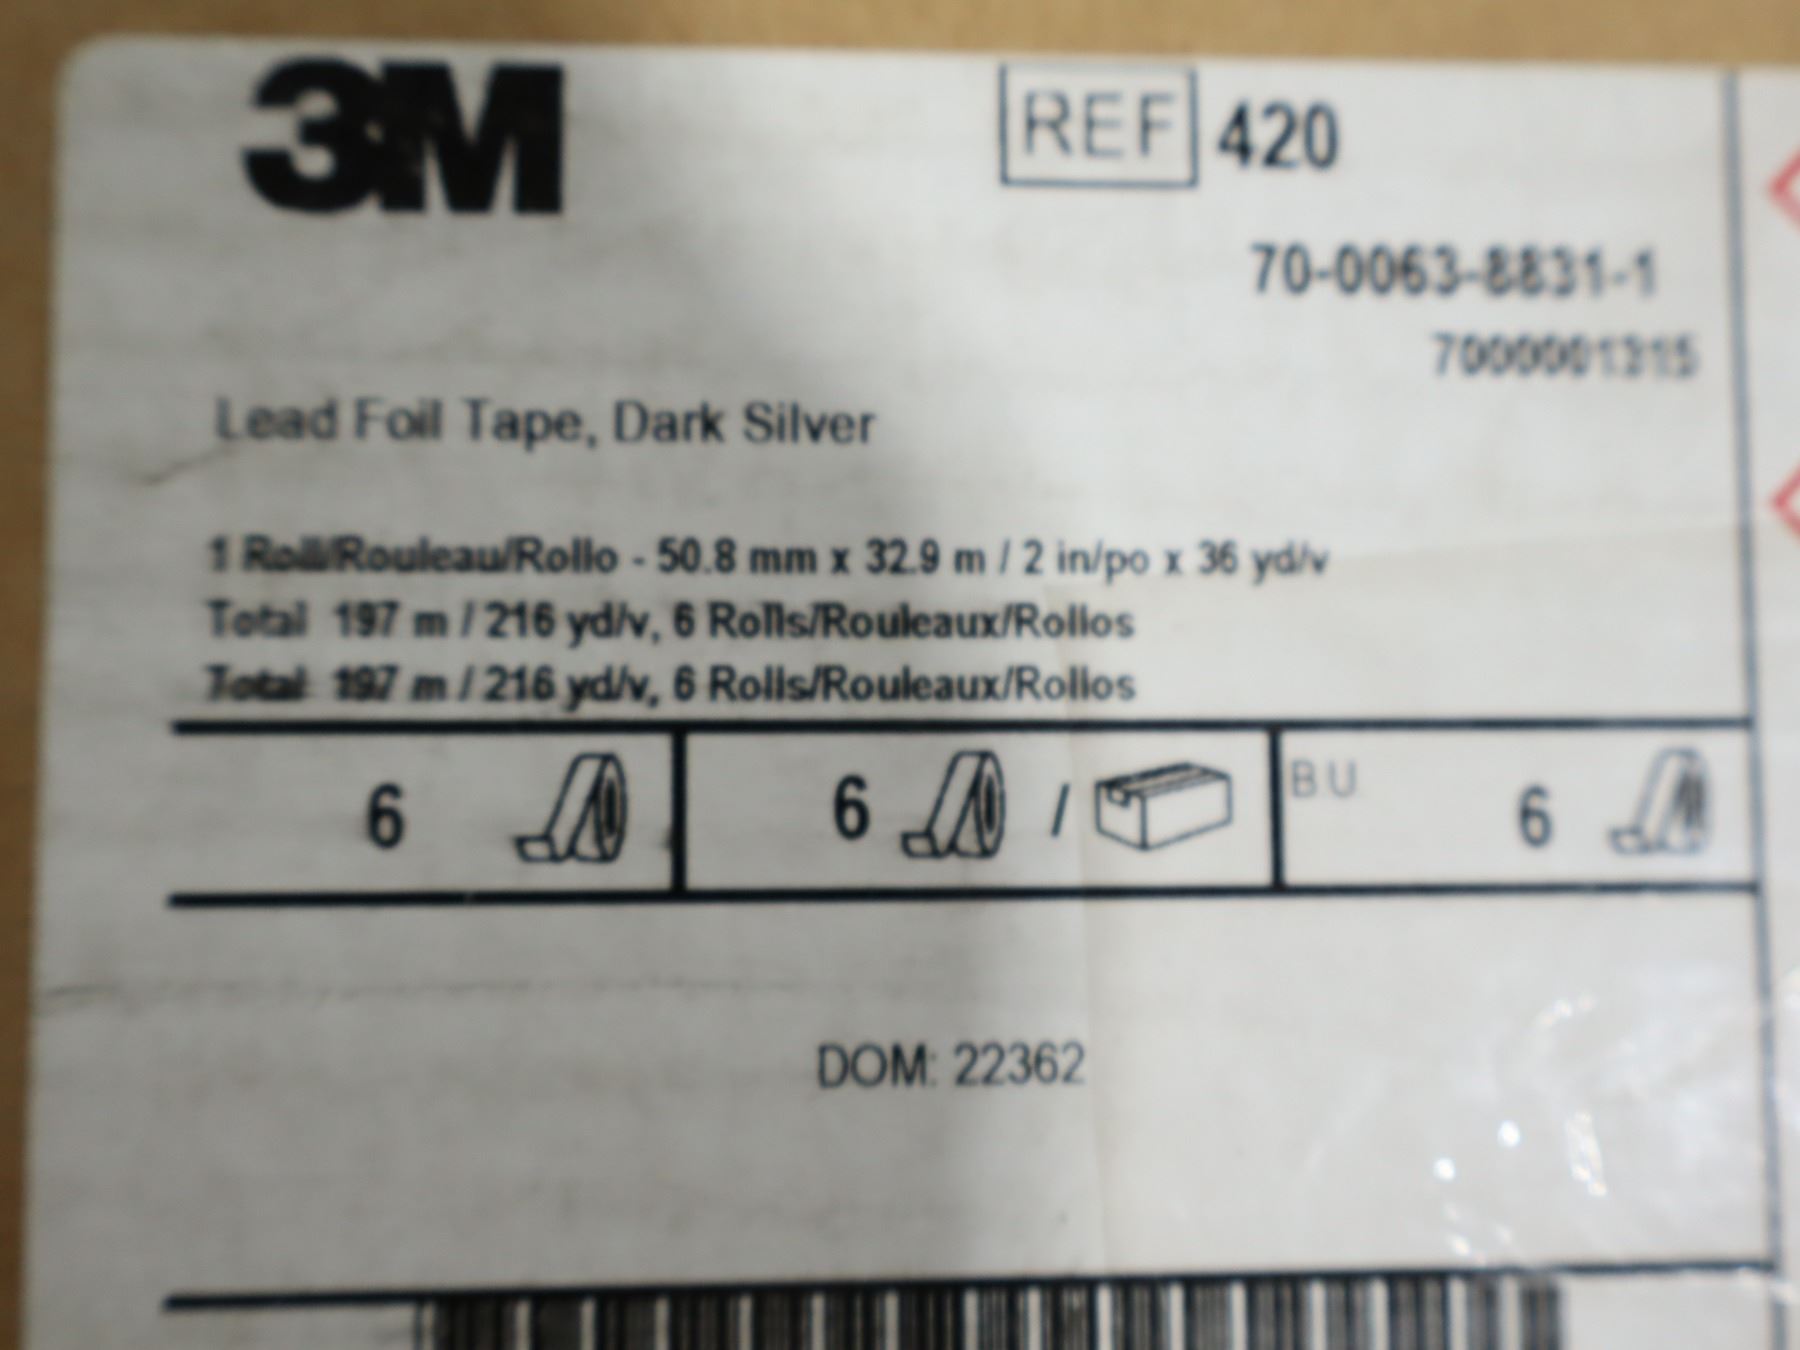 3M
REF 420
70-0063-8831-1
7000001315
Lead Foil Tape, Dark Silver
1 Roll/Rouleau/Rollo - 50.8 mm x 32.9 m / 2 in/po x 36 yd/v
Total 197 m / 216 yd/v, 6 Rolls/Rouleaux/Rollos
Total 197 m / 216 yd/v, 6 Rolls/Rouleaux/Rollos
6 6 / B.U. 6
DOM: 22362